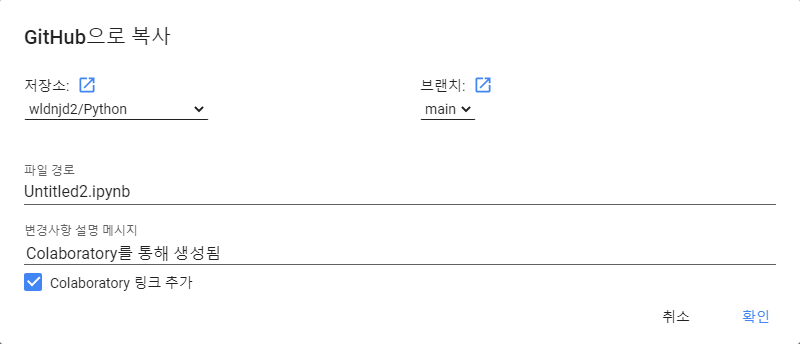 GitHub으로 복사
저장소:
브랜치:
wldnjd2/Python
main
파일 경로
Untitled2.ipynb
변경사항 설명 메시지
Colaboratory를 통해 생성됨
Colaboratory 링크 추가
취소
확인